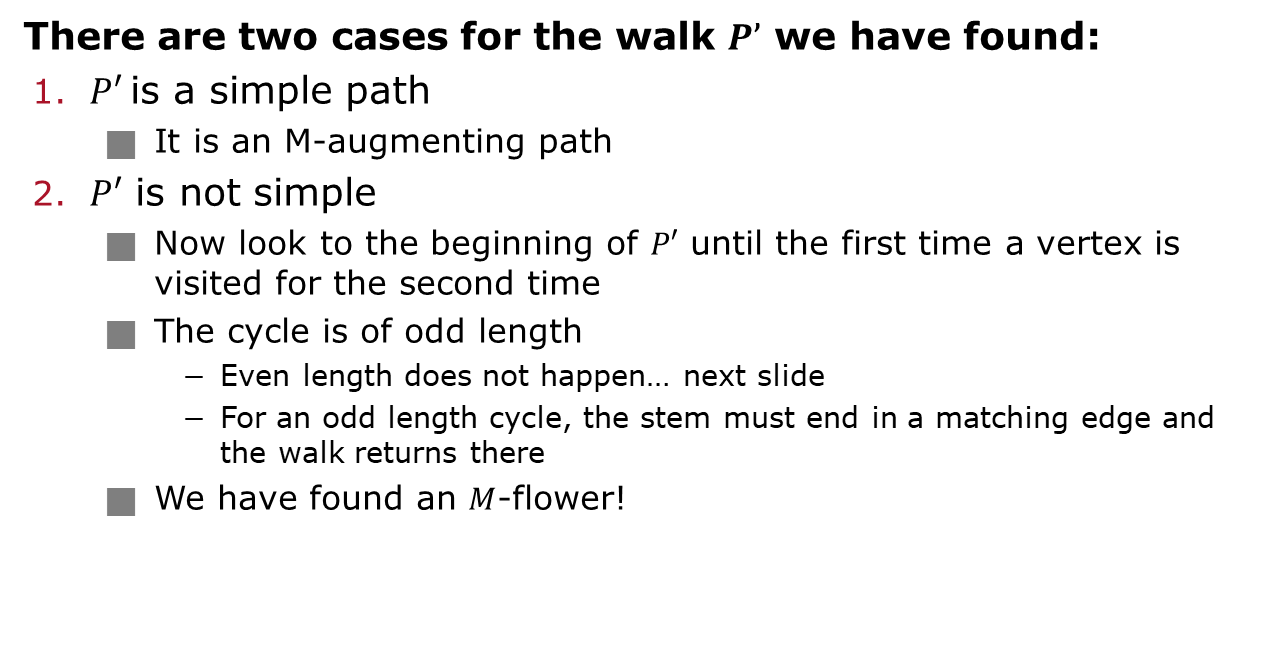 There are two cases for the walk P’ we have found:
1. P′ is a simple path
It is an M-augmenting path
2. P′ is not simple
Now look to the beginning of P′ until the first time a vertex is
visited for the second time
The cycle is of odd length
– Even length does not happen… next slide
– For an odd length cycle, the stem must end in a matching edge and
the walk returns there
We have found an M-flower!